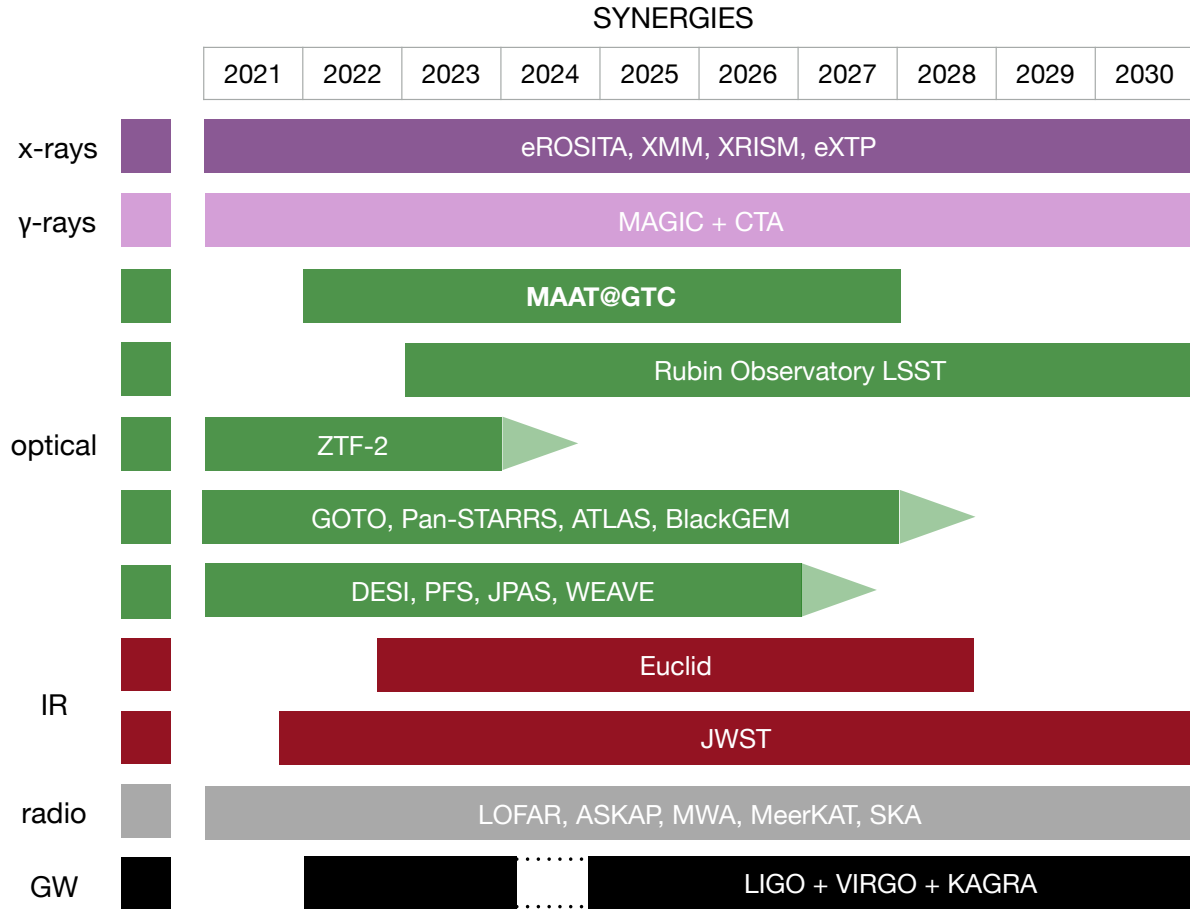 SYNERGIES
2021 2022 2023 2024 2025 2026 2027 2028 2029 2030
x-rays eROSITA, XMM, XRISM, eXTP
γ-rays MAGIC + CTA
MAAT@GTC
Rubin Observatory LSST
optical ZTF-2
GOTO, Pan-STARRS, ATLAS, BlackGEM
DESI, PFS, JPAS, WEAVE
Euclid
IR
JWST
radio LOFAR, ASKAP, MWA, MeerKAT, SKA
GW LIGO + VIRGO + KAGRA